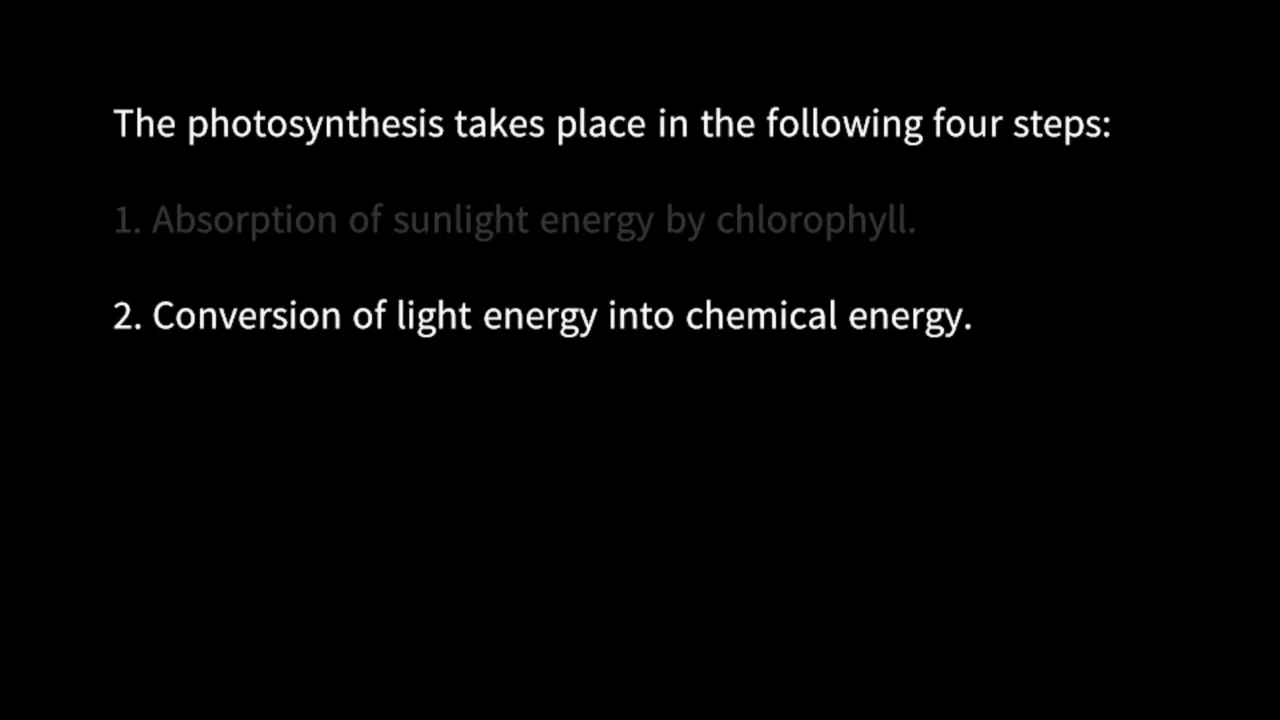 The photosynthesis takes place in the following four steps:
1. Absorption of sunlight energy by chlorophyll.
2. Conversion of light energy into chemical energy.